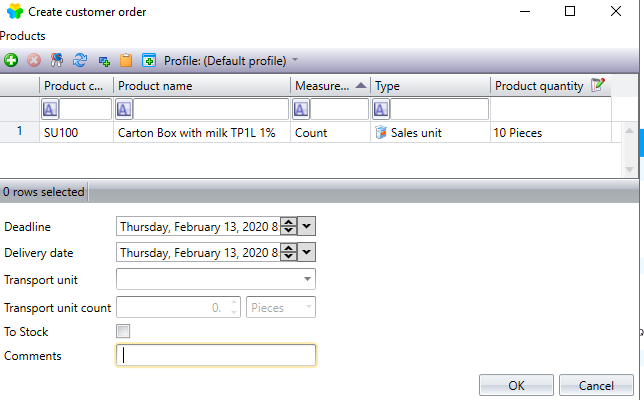 Create customer order
Products
Profile: (Default profile)
Product c... Product name Measure... Type Product quantity
A A A A
1 SU100 Carton Box with milk TP1L 1% Count Sales unit 10 Pieces
0 rows selected
Deadline Thursday, February 13, 2020 8
Delivery date Thursday, February 13, 2020 8
Transport unit
Transport unit count 0. Pieces
To Stock
Comments
OK Cancel